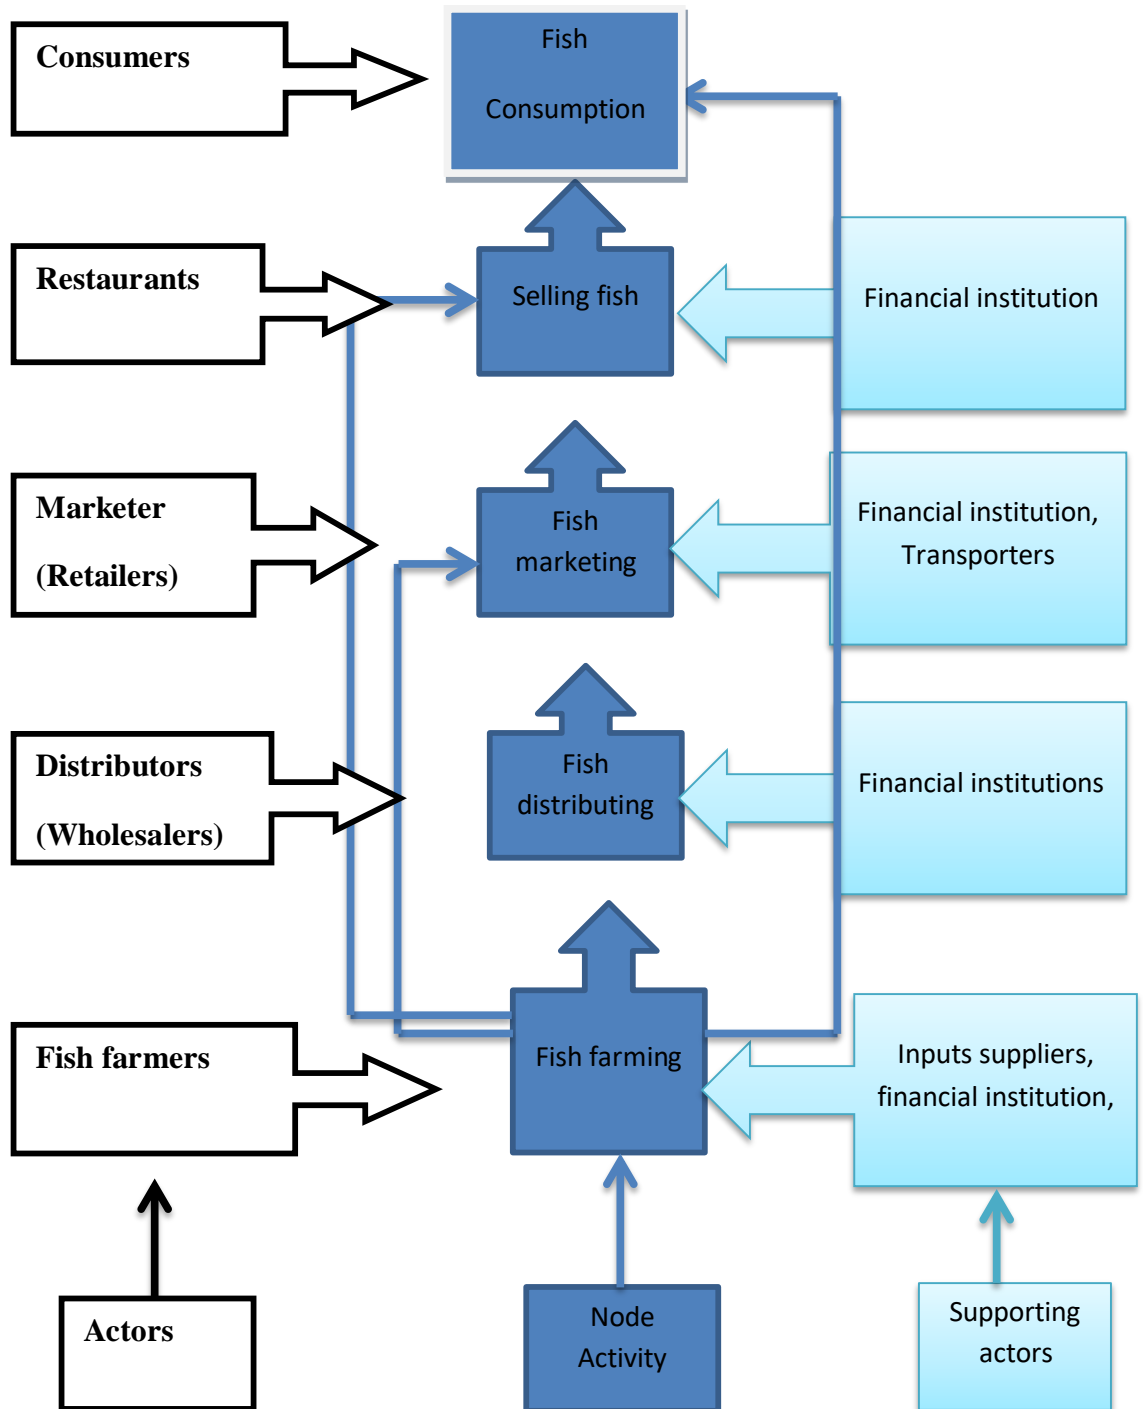 Consumers
Fish
Consumption
Restaurants
Selling fish
Financial institution
Marketer
(Retailers)
Fish
marketing
Financial institution,
Transporters
Distributors
(Wholesalers)
Fish
distributing
Financial institutions
Fish farmers
Fish farming
Inputs suppliers,
financial institution,
Actors
Node
Activity
Supporting
actors